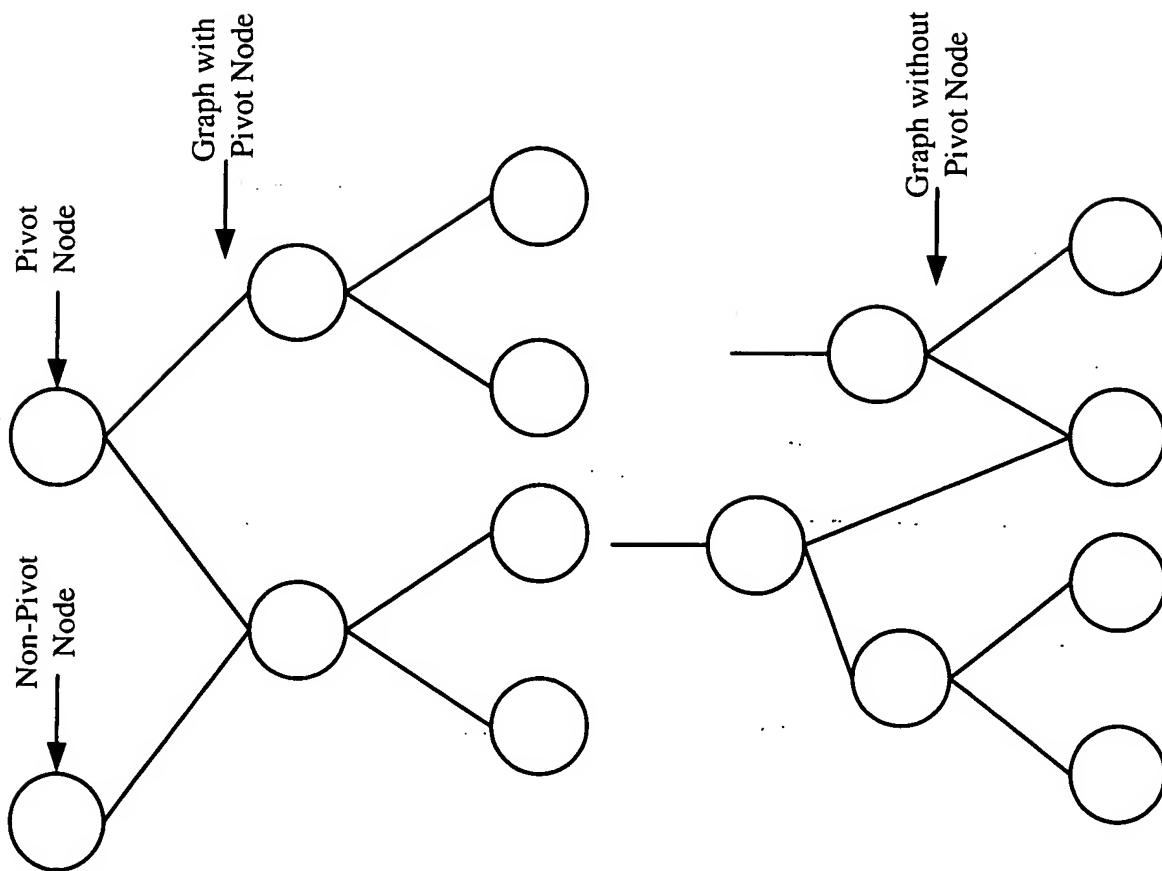 Non-Pivot
Node
Pivot
Node
Graph with
Pivot Node
Graph without
Pivot Node